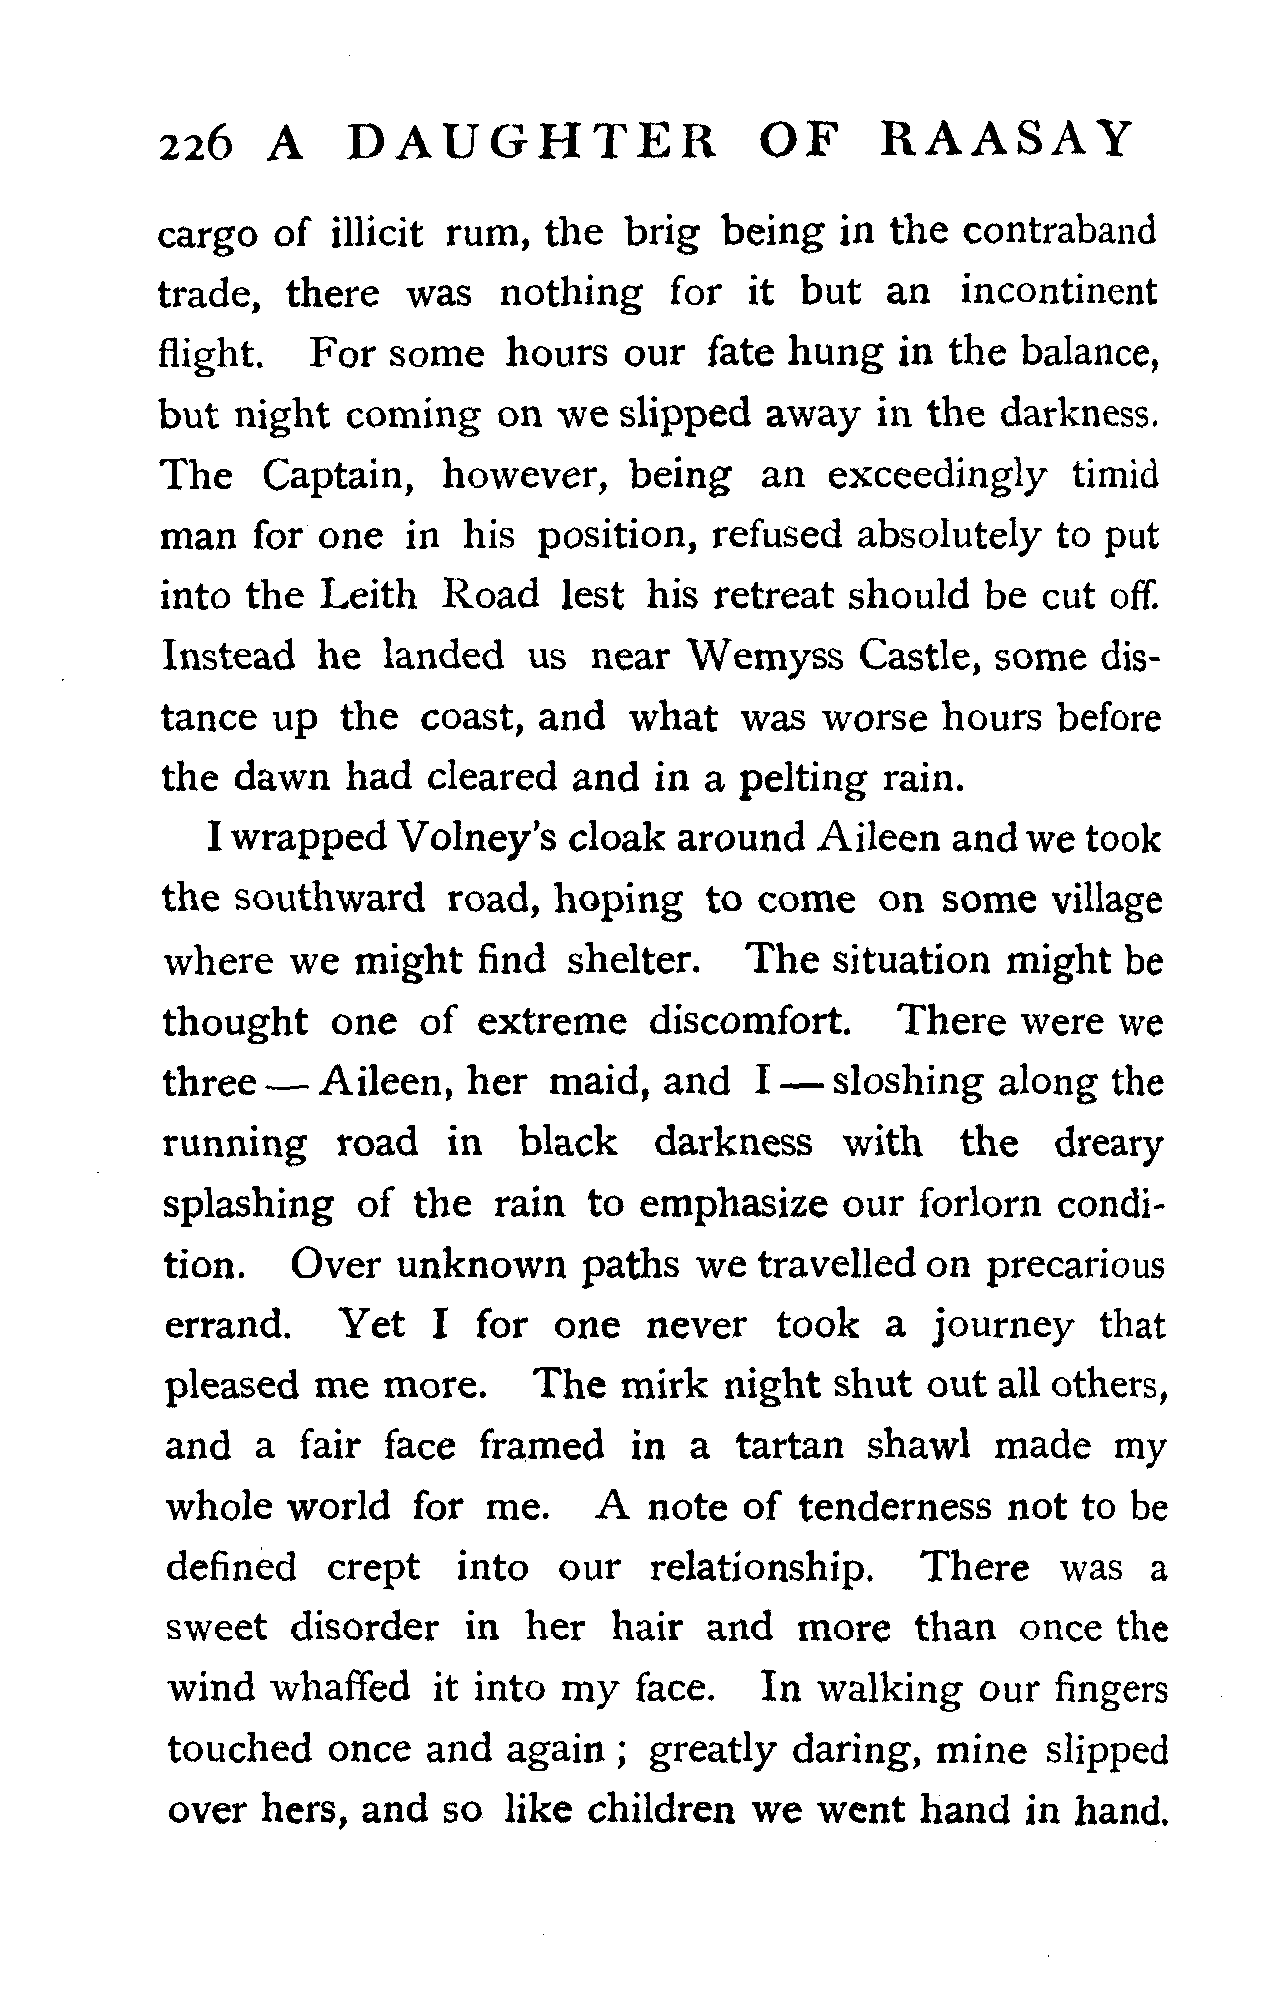 226 A DAUGHTER OF RAASAY
cargo of illicit rum, the brig being in the contraband
trade, there was nothing for it but an incontinent
flight. For some hours our fate hung in the balance,
but night coming on we slipped away in the darkness.
The Captain, however, being an exceedingly timid
man for one in his position, refused absolutely to put
into the Leith Road lest his retreat should be cut off.
Instead he landed us near Wemyss Castle, some dis-
tance up the coast, and what was worse hours before
the dawn had cleared and in a pelting rain.
I wrapped Volney's cloak around Aileen and we took
the southward road, hoping to come on some village
where we might find shelter. The situation might be
thought one of extreme discomfort. There were we
three — Aileen, her maid, and I — sloshing along the
running road in black darkness with the dreary
splashing of the rain to emphasize our forlorn condi-
tion. Over unknown paths we travelled on precarious
errand. Yet I for one never took a journey that
pleased me more. The mirk night shut out all others,
and a fair face framed in a tartan shawl made my
whole world for me. A note of tenderness not to be
defined crept into our relationship. There was a
sweet disorder in her hair and more than once the
wind whaffed it into my face. In walking our fingers
touched once and again ; greatly daring, mine slipped
over hers, and so like children we went hand in hand.